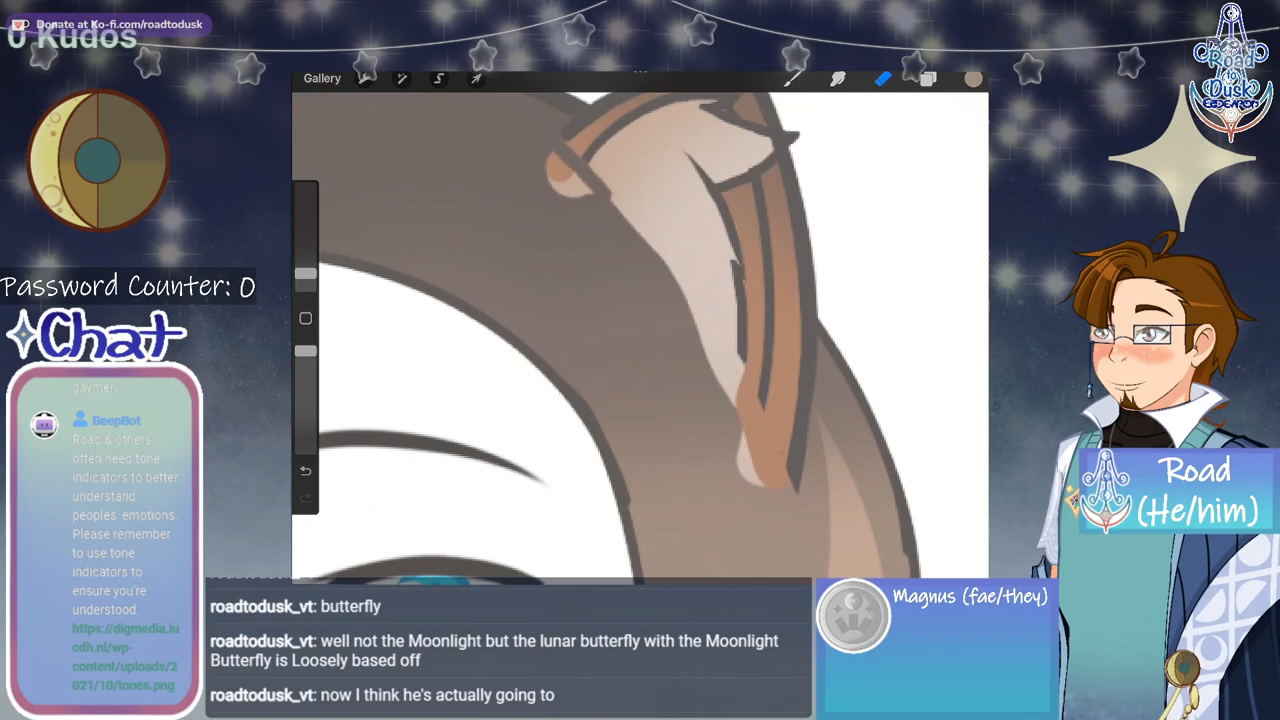 Donate at Ko-fi.com/roadtodusk
0 Kudos
Gallery
Road
to
Dusk
Password Counter: 0
Chat
daymer
BeepBot
Road & others
often need tone
indicators to better
understand
peoples' emotions.
Please remember
to use tone
indicators to
ensure you're
understood.
https://digmedia.lu
cdh.nl/wp-
content/uploads/2
021/10/tones.png
roadtodusk_vt: butterfly
roadtodusk_vt: well not the Moonlight but the lunar butterfly with the Moonlight
Butterfly is Loosely based off
roadtodusk_vt: now I think he's actually going to
Magnus (fae/they)
Road
(He/him)